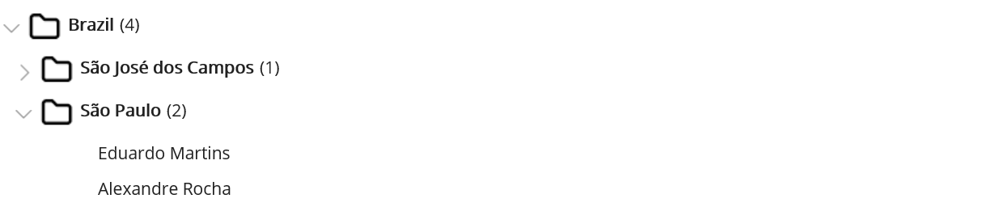 Brazil (4)
São José dos Campos (1)
São Paulo (2)
Eduardo Martins
Alexandre Rocha